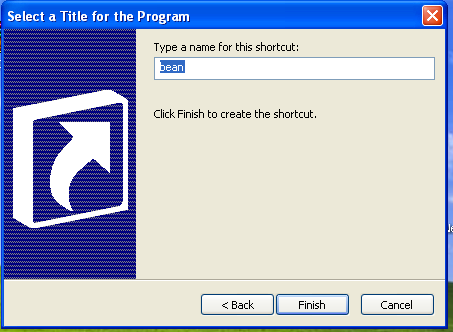 Select a Title for the Program
Type a name for this shortcut:
bean
Click Finish to create the shortcut.
< Back
Finish
Cancel